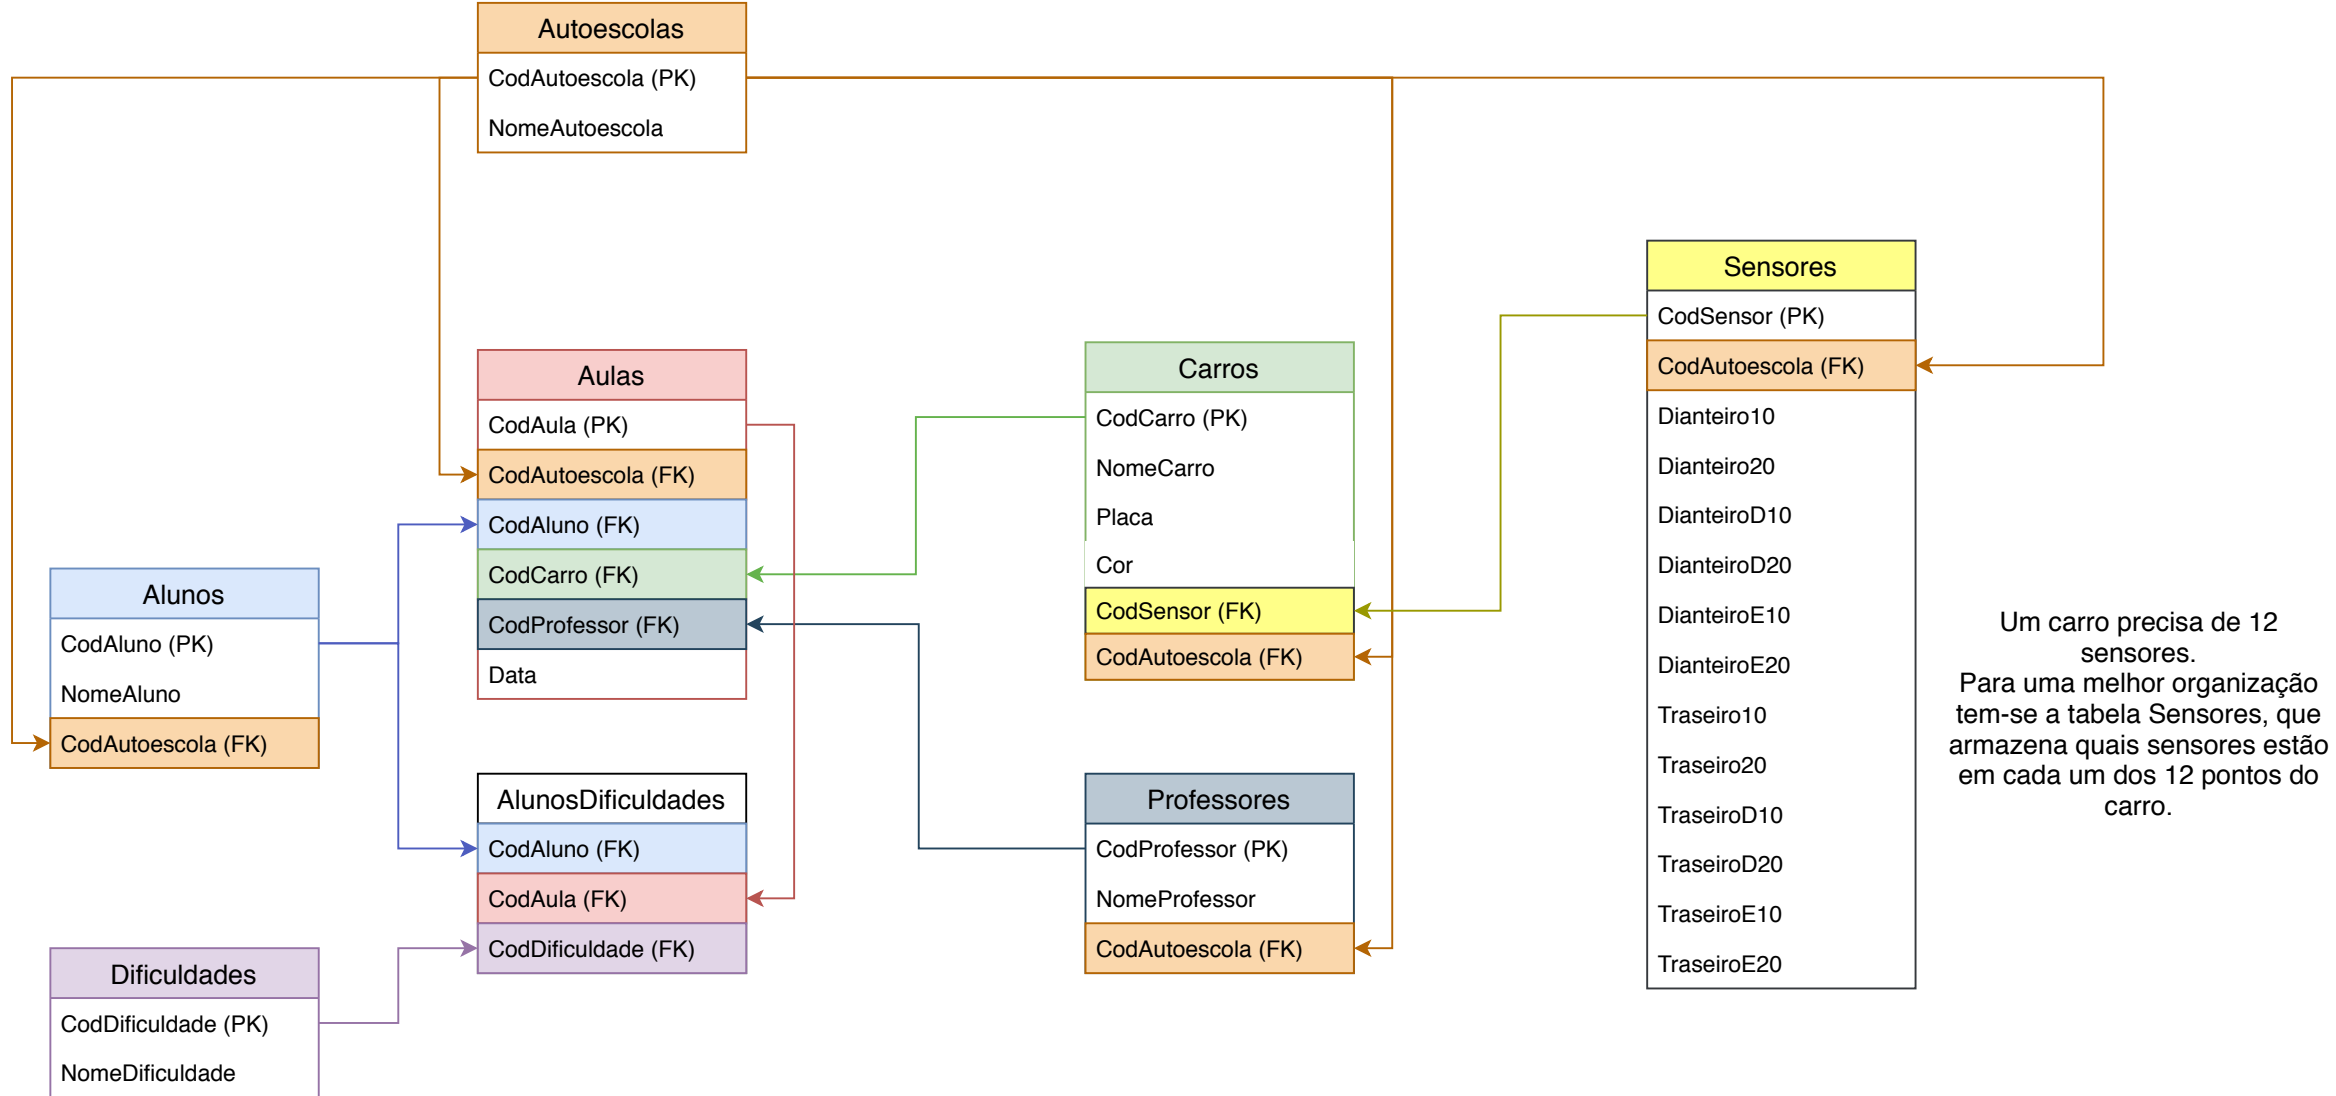 Autoescolas
CodAutoescola (PK)
NomeAutoescola
Aulas
CodAula (PK)
CodAutoescola (FK)
CodAluno (FK)
CodCarro (FK)
CodProfessor (FK)
Data
Alunos
CodAluno (PK)
NomeAluno
CodAutoescola (FK)
AlunosDificuldades
CodAluno (FK)
CodAula (FK)
CodDificuldade (FK)
Dificuldades
CodDificuldade (PK)
NomeDificuldade
Carros
CodCarro (PK)
NomeCarro
Placa
Cor
CodSensor (FK)
CodAutoescola (FK)
Professores
CodProfessor (PK)
NomeProfessor
CodAutoescola (FK)
Sensores
CodSensor (PK)
CodAutoescola (FK)
Dianteiro10
Dianteiro20
DianteiroD10
DianteiroD20
DianteiroE10
DianteiroE20
Traseiro10
Traseiro20
TraseiroD10
TraseiroD20
TraseiroE10
TraseiroE20
Um carro precisa de 12
sensores.
Para uma melhor organização
tem-se a tabela Sensores, que
armazena quais sensores estão
em cada um dos 12 pontos do
carro.